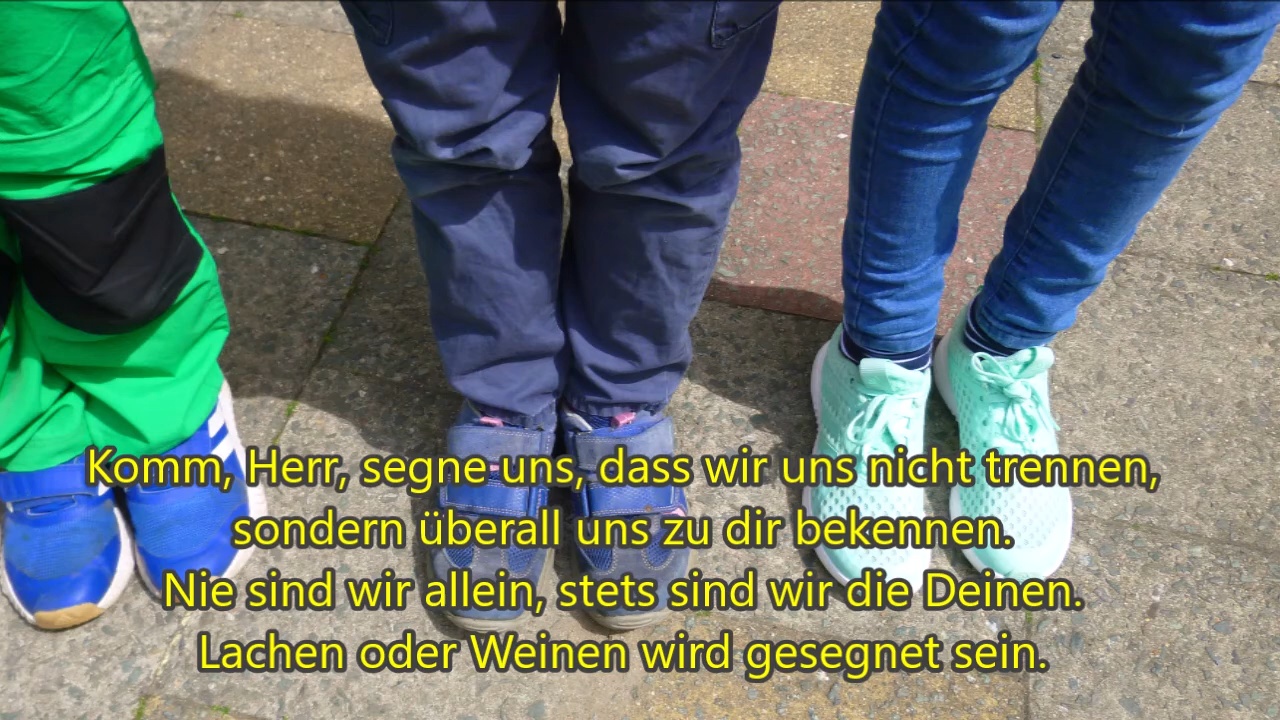 Komm, Herr, segne uns, dass wir uns nicht trennen,
sondern überall uns zu dir bekennen.
Nie sind wir allein, stets sind wir die Deinen.
Lachen oder Weinen wird gesegnet sein.